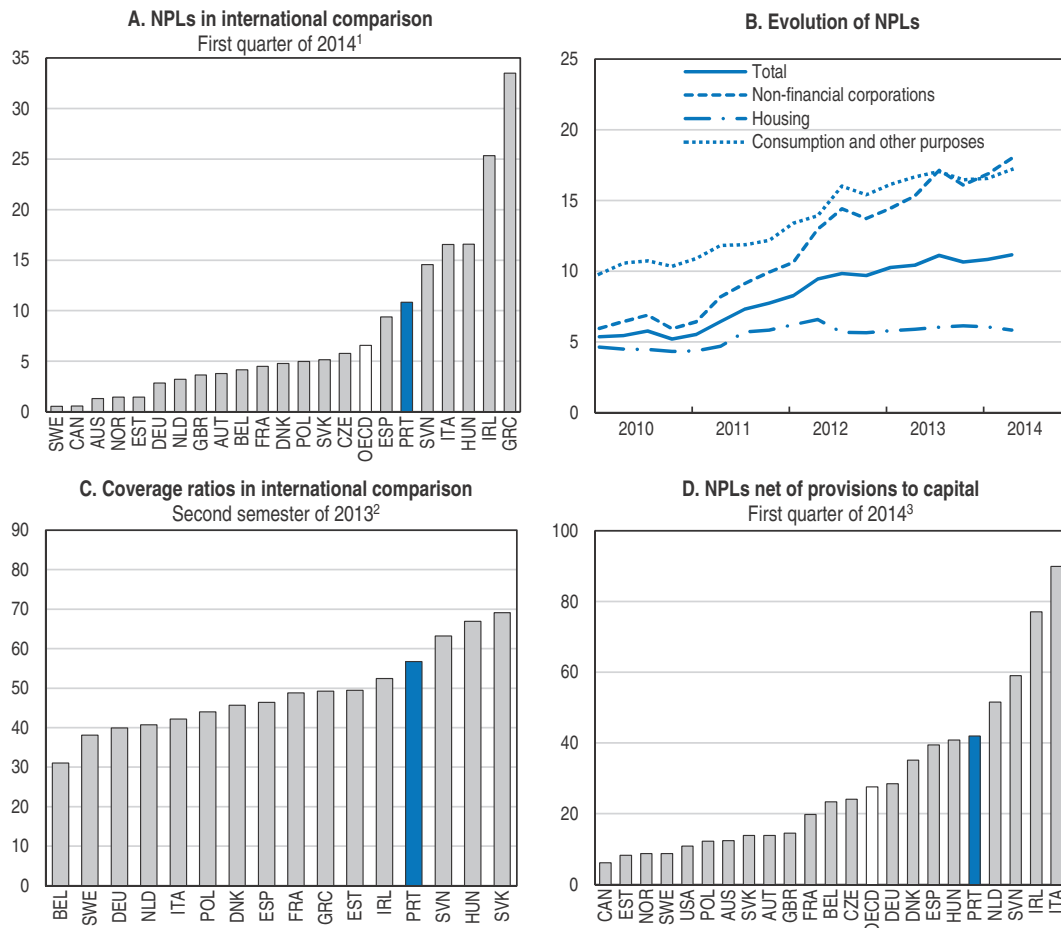 A. NPLs in international comparison
First quarter of 2014¹
35
30
25
20
15
10
5
0
SWE CAN AUS NOR EST DEU NLD GBR AUT BEL FRA DNK POL SVK CZE OECD ESP PRT SVN ITA HUN IRL GRC
B. Evolution of NPLs
25
20
15
10
5
0
Total
Non-financial corporations
Housing
Consumption and other purposes
2010 2011 2012 2013 2014
C. Coverage ratios in international comparison
Second semester of 2013²
90
80
70
60
50
40
30
20
10
0
BEL SWE DEU NLD ITA POL DNK ESP FRA GRC EST IRL PRT SVN HUN SVK
D. NPLs net of provisions to capital
First quarter of 2014³
100
80
60
40
20
0
CAN EST NOR SWE USA POL AUS SVK AUT GBR FRA BEL CZE OECD DEU DNK ESP HUN PRT NLD SVN IRL ITA